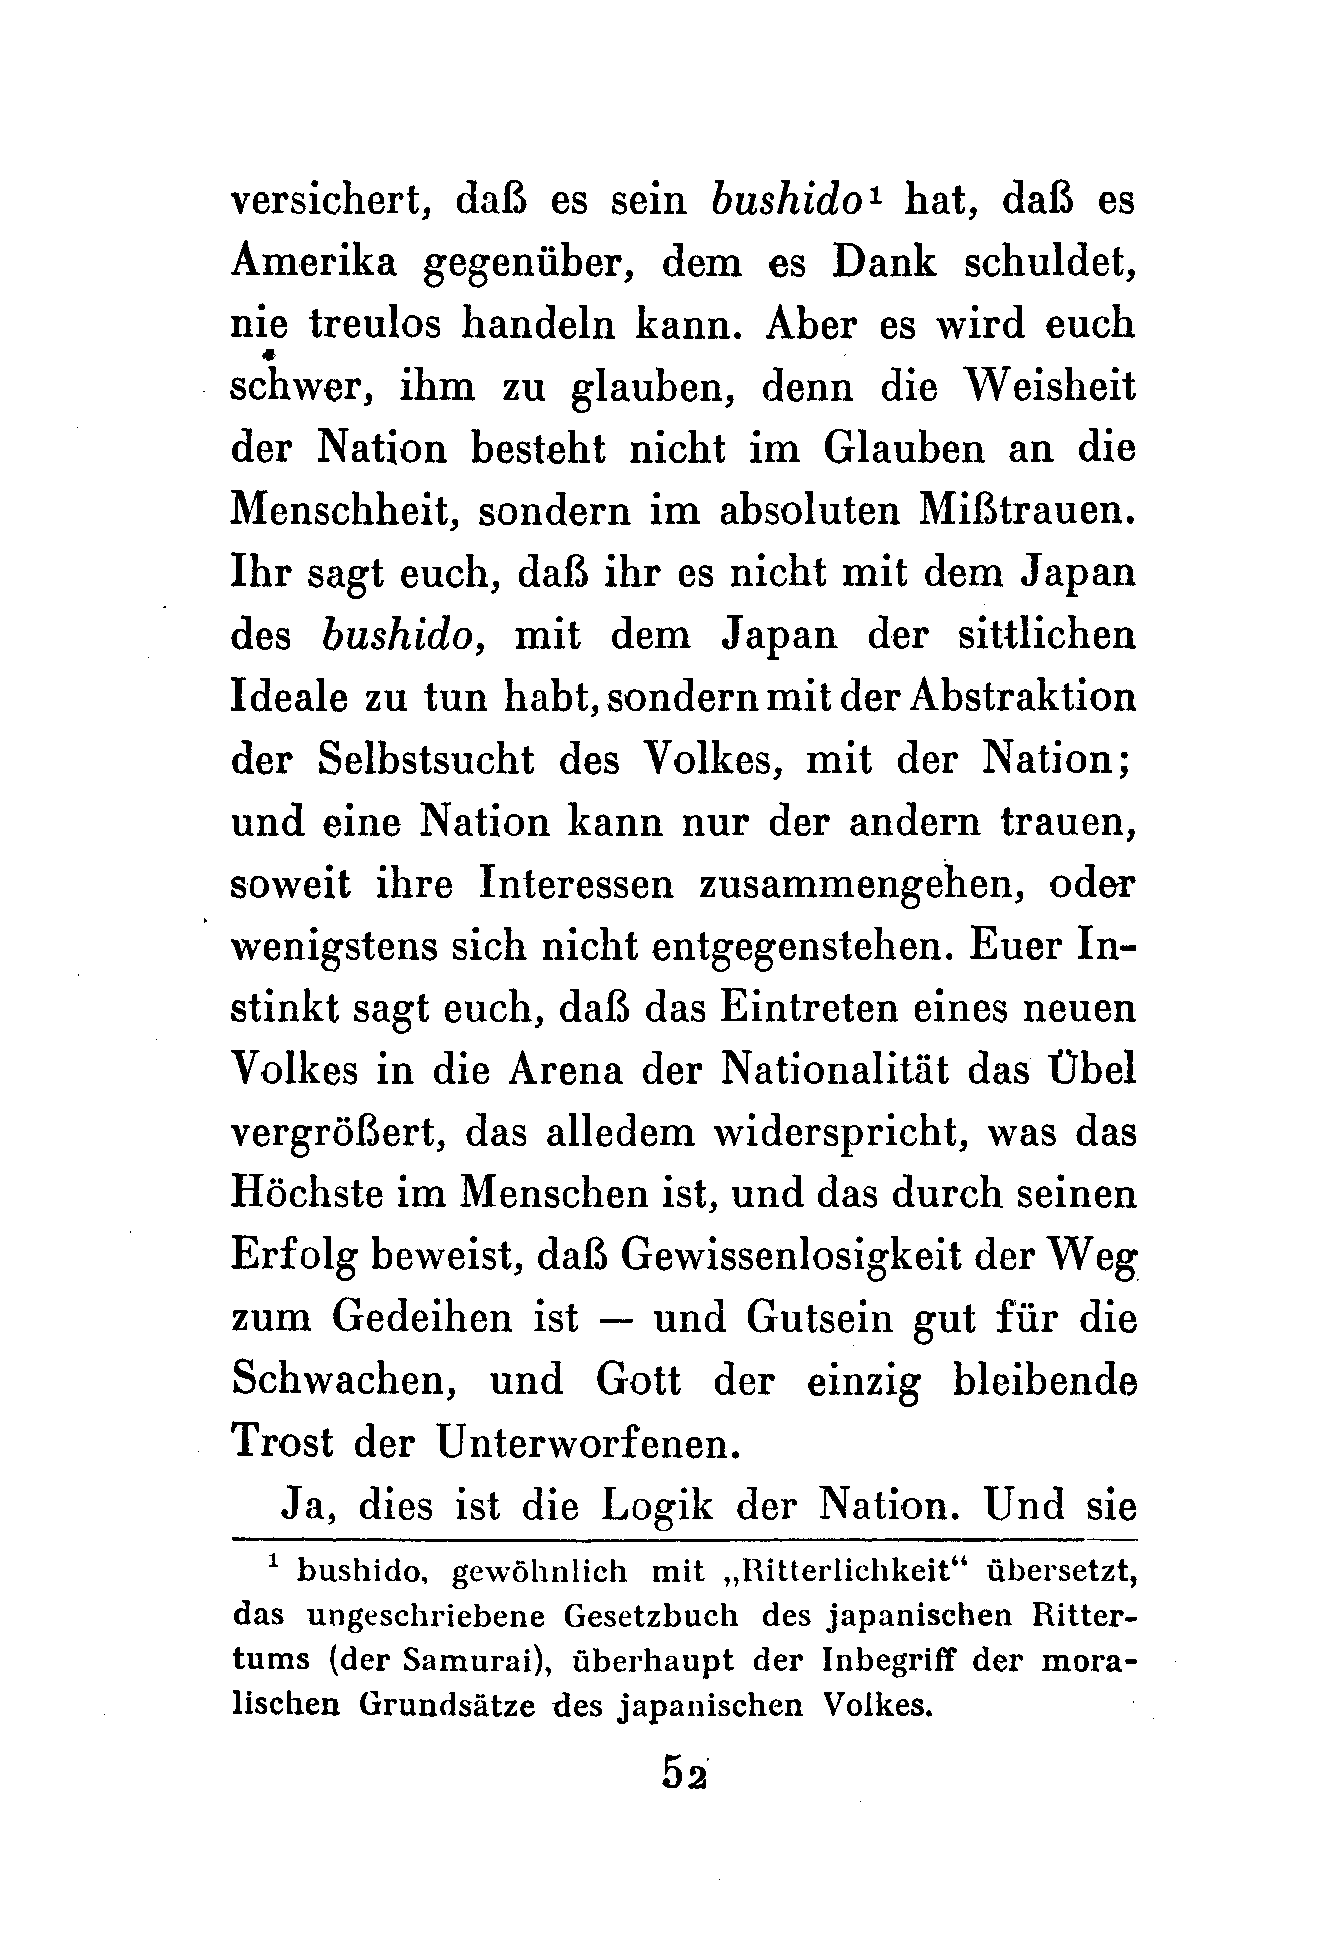 versichert, daß es sein bushido¹ hat, daß es
Amerika gegenüber, dem es Dank schuldet,
nie treulos handeln kann. Aber es wird euch
schwer, ihm zu glauben, denn die Weisheit
der Nation besteht nicht im Glauben an die
Menschheit, sondern im absoluten Mißtrauen.
Ihr sagt euch, daß ihr es nicht mit dem Japan
des bushido, mit dem Japan der sittlichen
Ideale zu tun habt, sondern mit der Abstraktion
der Selbstsucht des Volkes, mit der Nation;
und eine Nation kann nur der andern trauen,
soweit ihre Interessen zusammengehen, oder
wenigstens sich nicht entgegenstehen. Euer In-
stinkt sagt euch, daß das Eintreten eines neuen
Volkes in die Arena der Nationalität das Übel
vergrößert, das alledem widerspricht, was das
Höchste im Menschen ist, und das durch seinen
Erfolg beweist, daß Gewissenlosigkeit der Weg
zum Gedeihen ist — und Gutsein gut für die
Schwachen, und Gott der einzig bleibende
Trost der Unterworfenen.
Ja, dies ist die Logik der Nation. Und sie
¹ bushido, gewöhnlich mit „Ritterlichkeit“ übersetzt,
das ungeschriebene Gesetzbuch des japanischen Ritter-
tums (der Samurai), überhaupt der Inbegriff der mora-
lischen Grundsätze des japanischen Volkes.
52